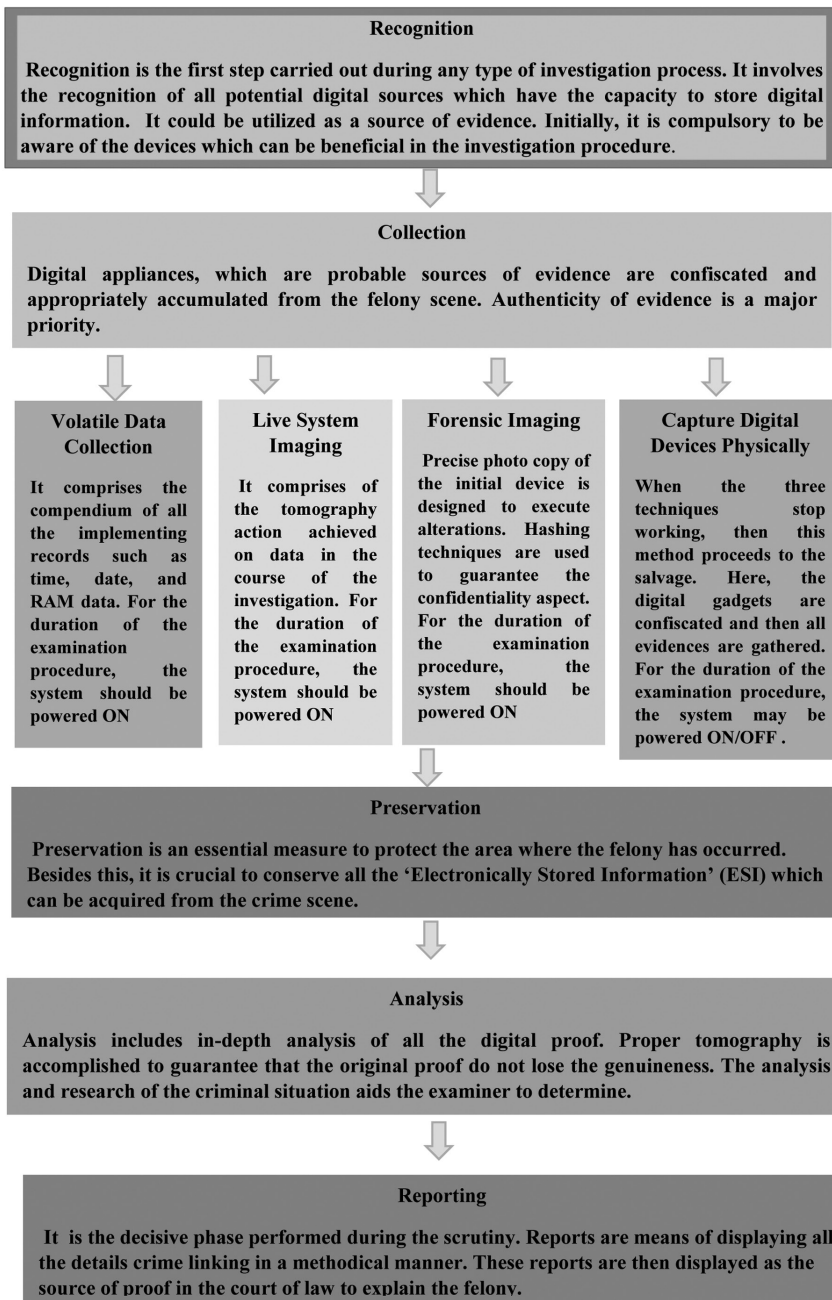 Recognition
Recognition is the first step carried out during any type of investigation process. It involves
the recognition of all potential digital sources which have the capacity to store digital
information. It could be utilized as a source of evidence. Initially, it is compulsory to be
aware of the devices which can be beneficial in the investigation procedure.
Collection
Digital appliances, which are probable sources of evidence are confiscated and
appropriately accumulated from the felony scene. Authenticity of evidence is a major
priority.
Volatile Data
Collection
It comprises the
compendium of all
the implementing
records such as
time, date, and
RAM data. For the
duration of the
examination
procedure, the
system should be
powered ON
Live System
Imaging
It comprises of
the tomography
action achieved
on data in the
course of the
investigation. For
the duration of
the examination
procedure, the
system should be
powered ON
Forensic Imaging
Precise photo copy of
the initial device is
designed to execute
alterations. Hashing
techniques are used
to guarantee the
confidentiality aspect.
For the duration of
the examination
procedure, the
system should be
powered ON
Capture Digital
Devices Physically
When the three
techniques stop
working, then this
method proceeds to the
salvage. Here, the
digital gadgets are
confiscated and then all
evidences are gathered.
For the duration of the
examination procedure,
the system may be
powered ON/OFF .
Preservation
Preservation is an essential measure to protect the area where the felony has occurred.
Besides this, it is crucial to conserve all the ‘Electronically Stored Information’ (ESI) which
can be acquired from the crime scene.
Analysis
Analysis includes in-depth analysis of all the digital proof. Proper tomography is
accomplished to guarantee that the original proof do not lose the genuineness. The analysis
and research of the criminal situation aids the examiner to determine.
Reporting
It is the decisive phase performed during the scrutiny. Reports are means of displaying all
the details crime linking in a methodical manner. These reports are then displayed as the
source of proof in the court of law to explain the felony.